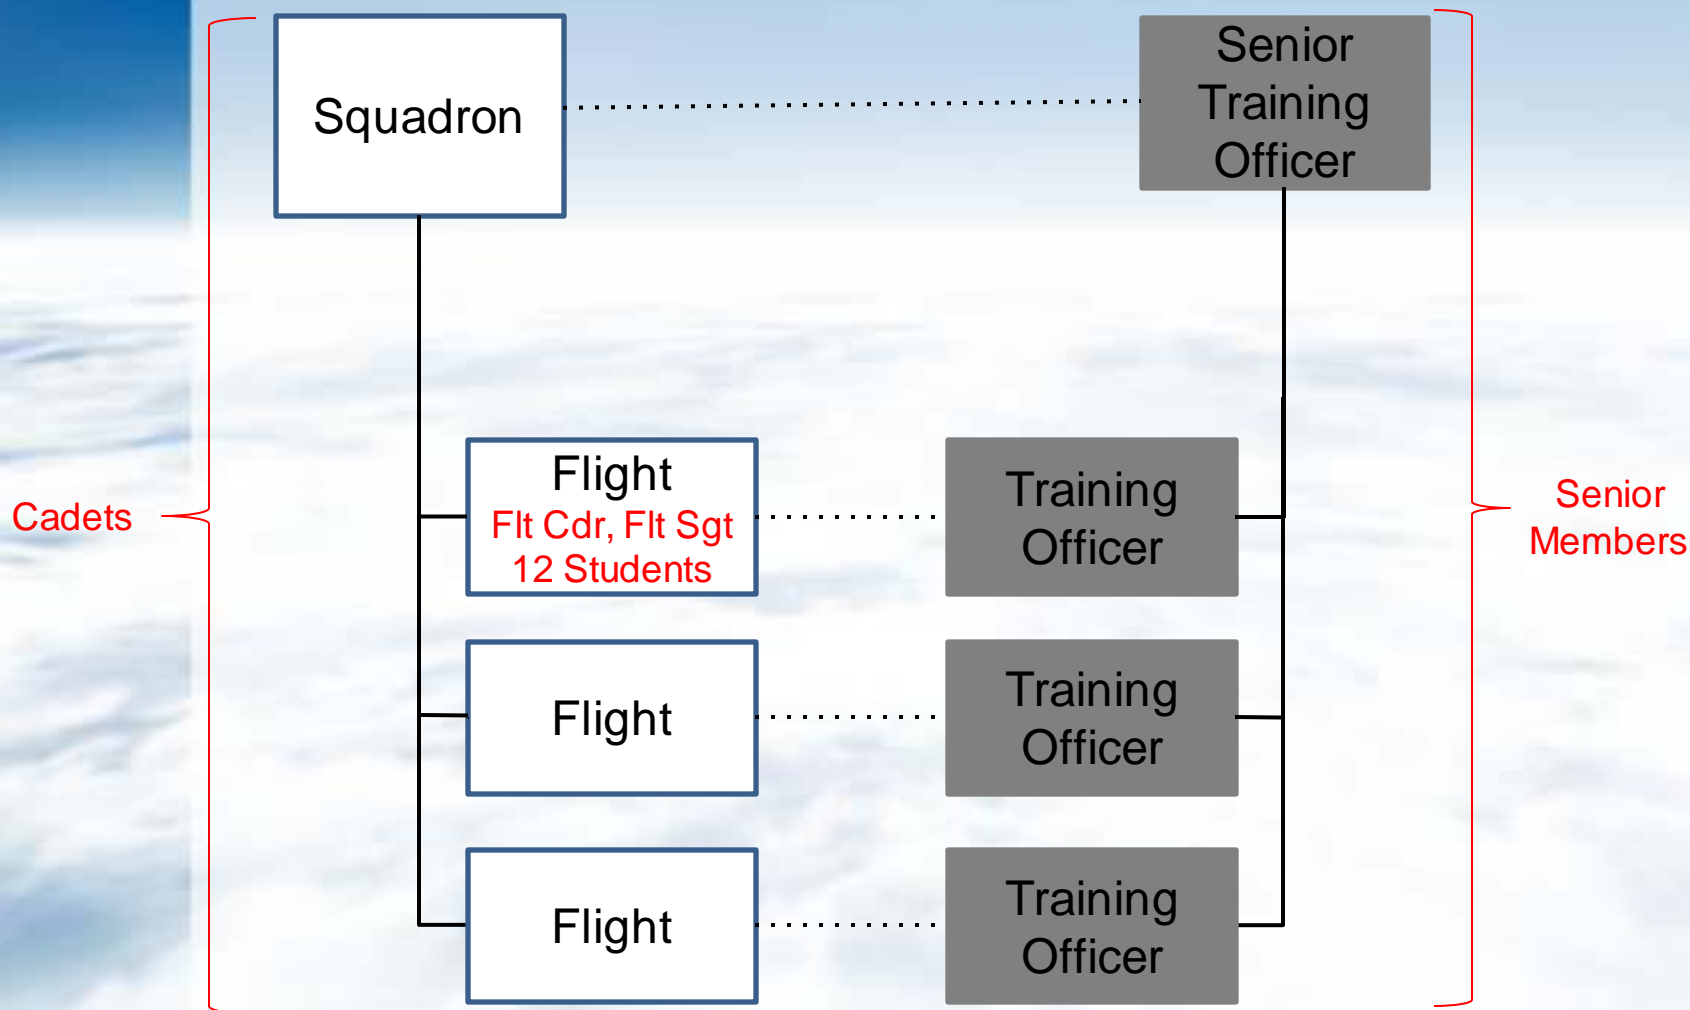 Squadron
Senior
Training
Officer
Cadets
Flight
Flt Cdr, Flt Sgt
12 Students
Training
Officer
Senior
Members
Flight
Training
Officer
Flight
Training
Officer